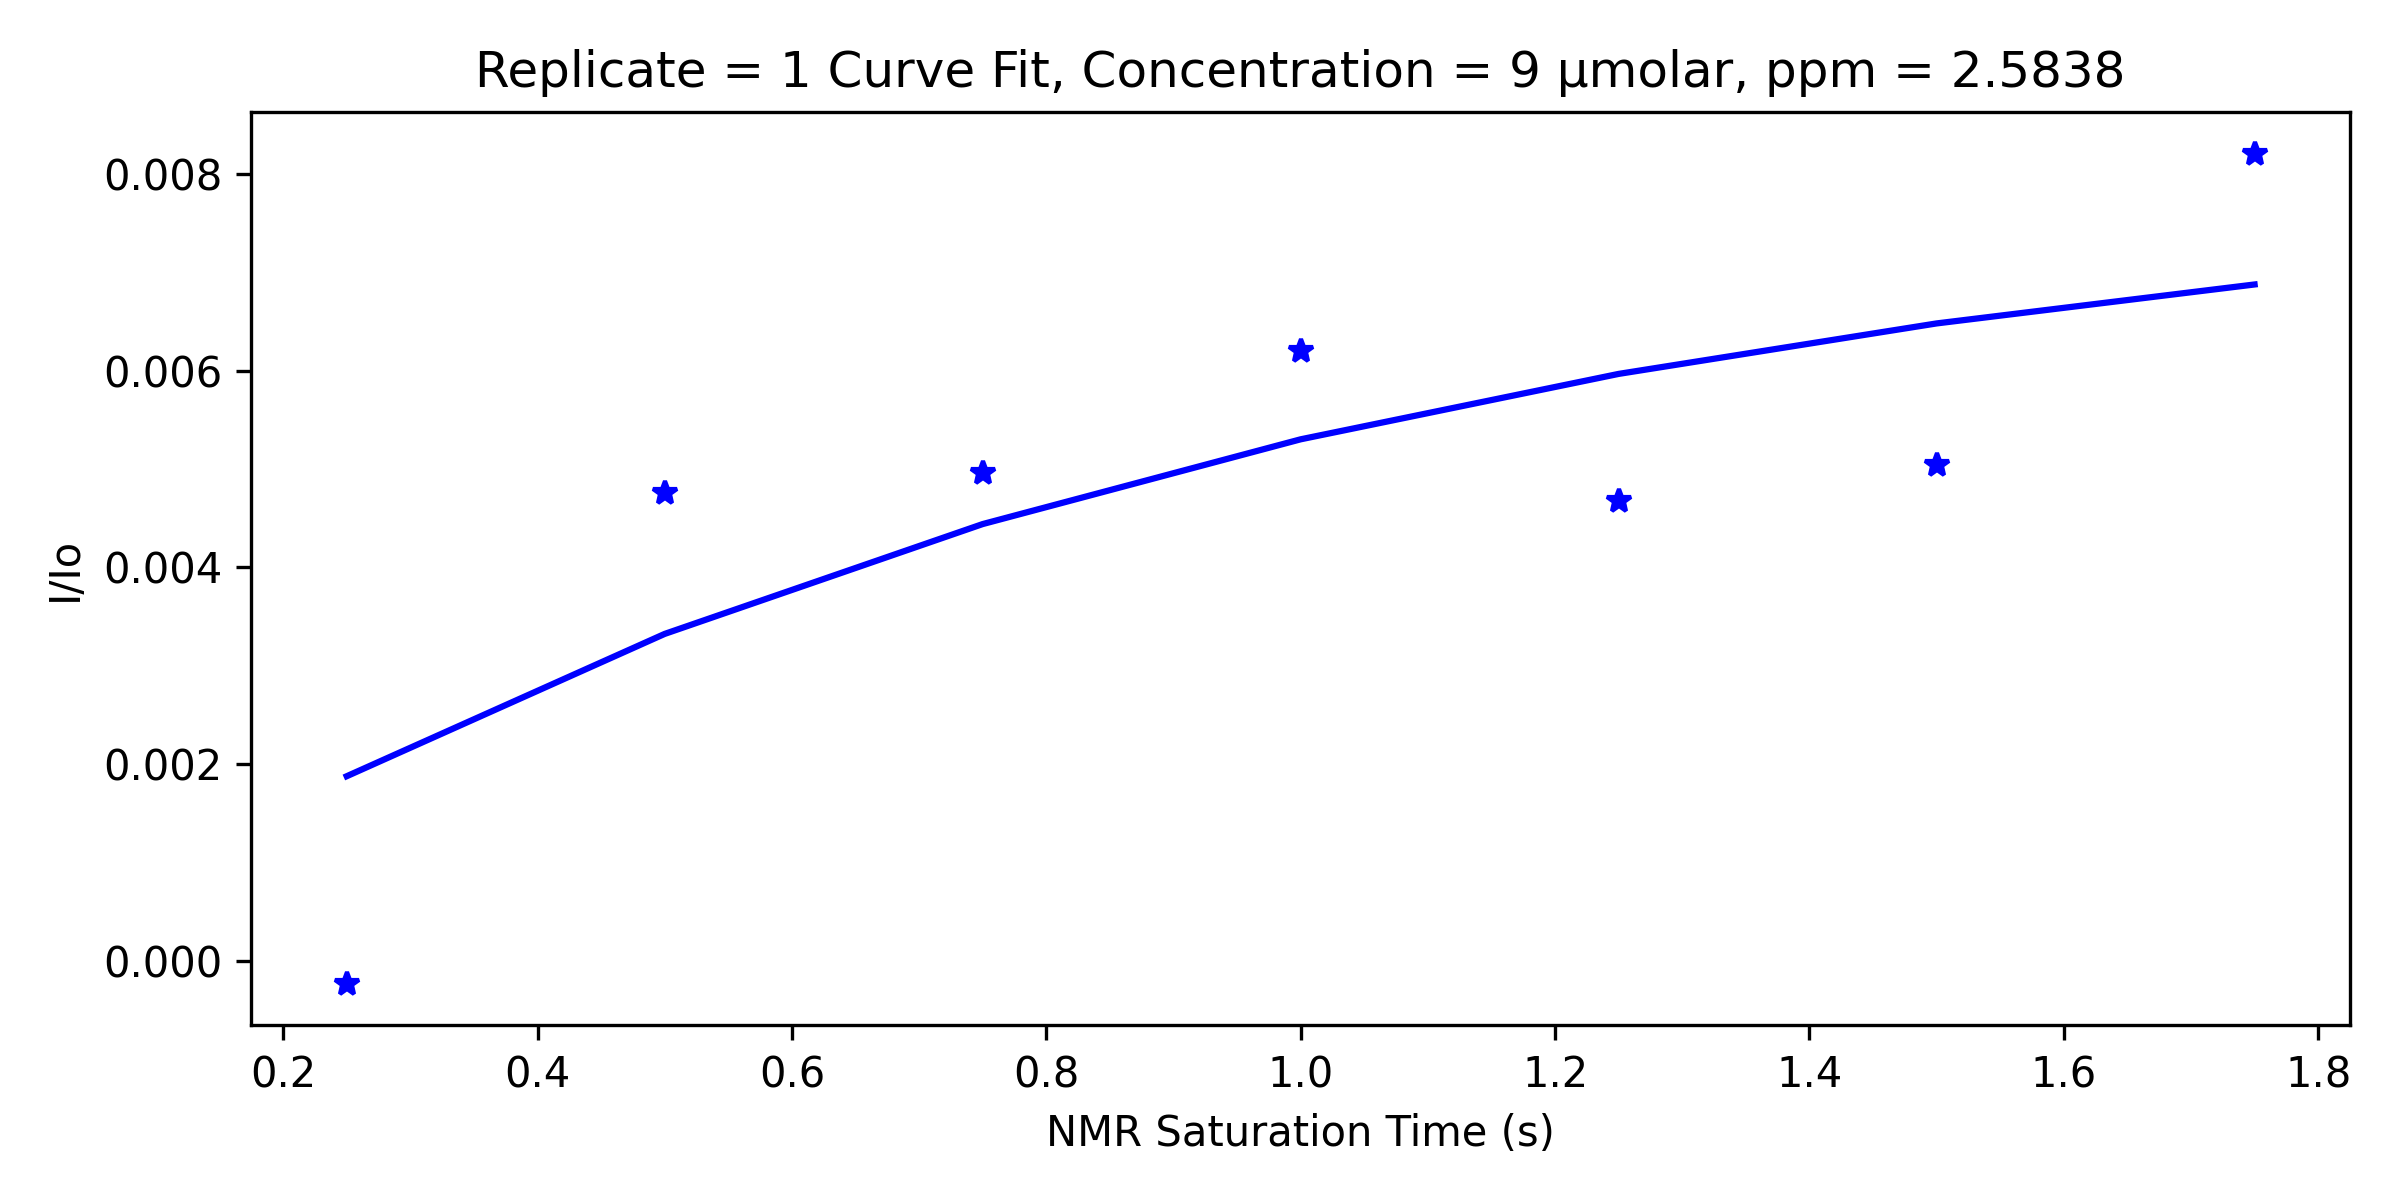 Replicate = 1 Curve Fit, Concentration = 9 µmolar, ppm = 2.5838
0.008
0.006
0.004
0.002
0.000
I/Io
0.2 0.4 0.6 0.8 1.0 1.2 1.4 1.6 1.8
NMR Saturation Time (s)